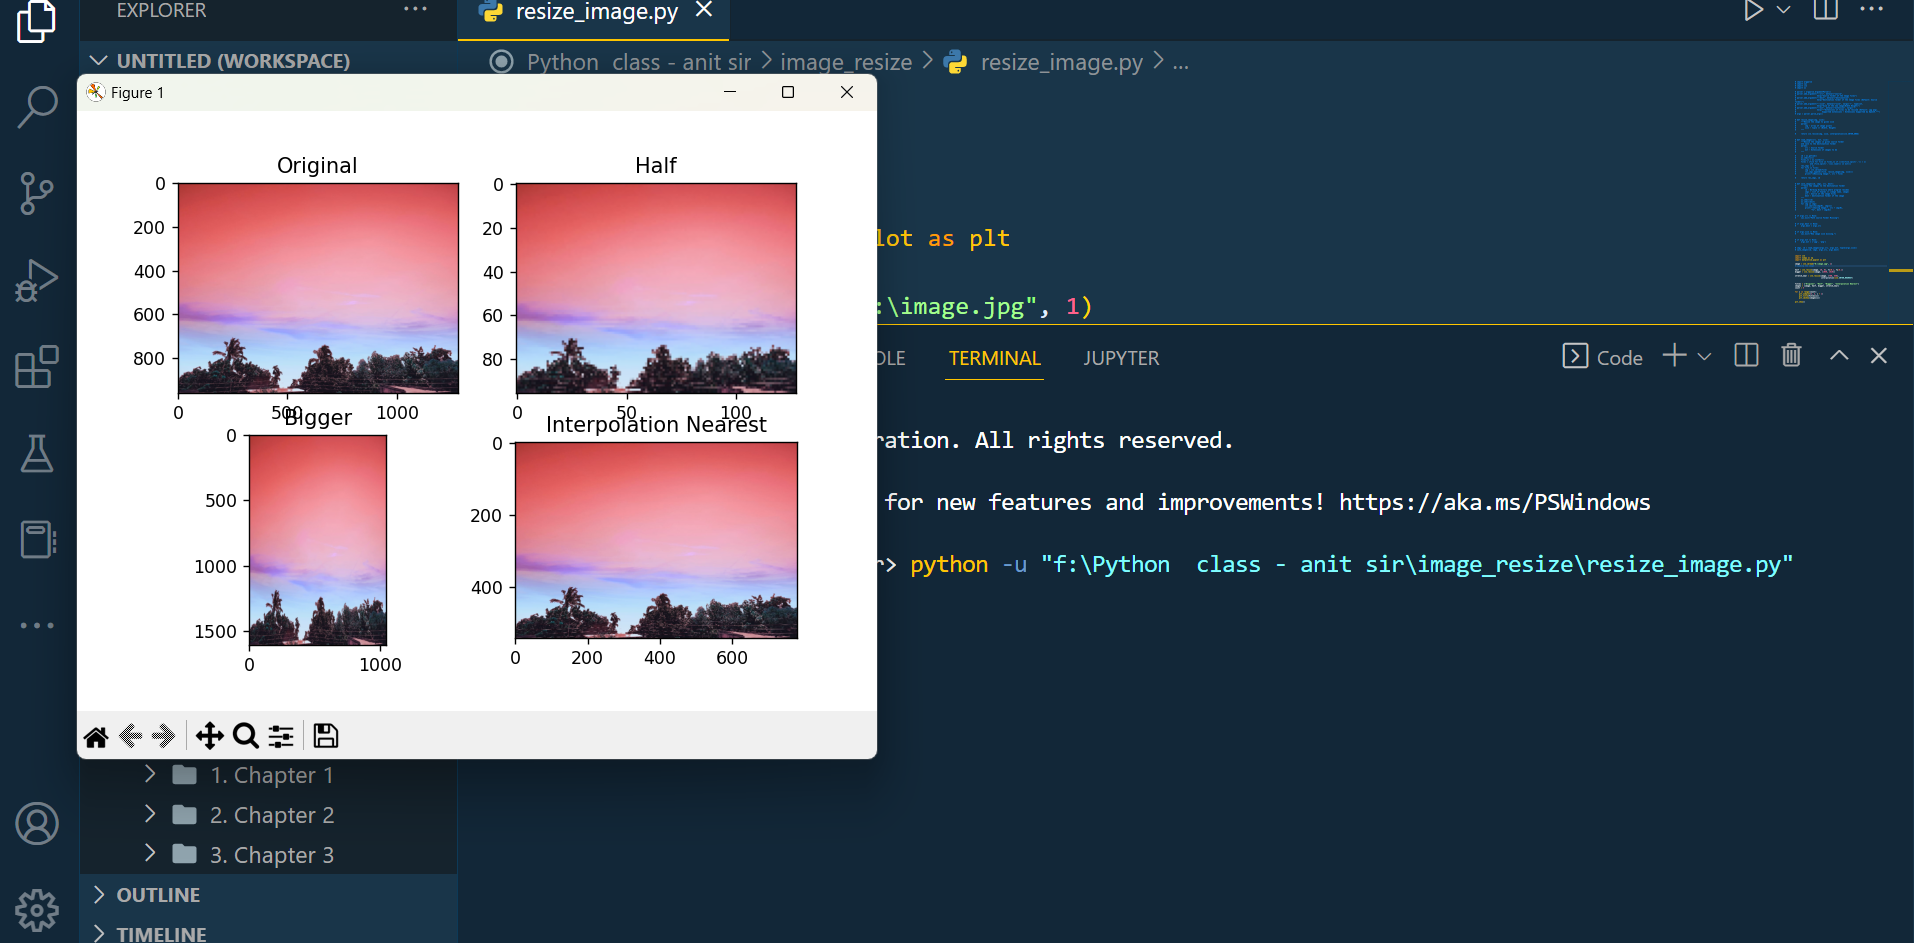 EXPLORER
resize_image.py
UNTITLED (WORKSPACE)
Python class - anit sir > image_resize > resize_image.py > ...
Figure 1
Original
0
200
400
600
800
0 500 1000
Half
0
20
40
60
80
0 50 100
Bigger
0
500
1000
1500
0 1000
Interpolation Nearest
0
200
400
0 200 400 600
lot as plt
:\image.jpg", 1)
OLE TERMINAL JUPYTER
Code
ration. All rights reserved.
for new features and improvements! https://aka.ms/PSWindows
r> python -u "f:\Python  class - anit sir\image_resize\resize_image.py"
1. Chapter 1
2. Chapter 2
3. Chapter 3
OUTLINE
TIMELINE